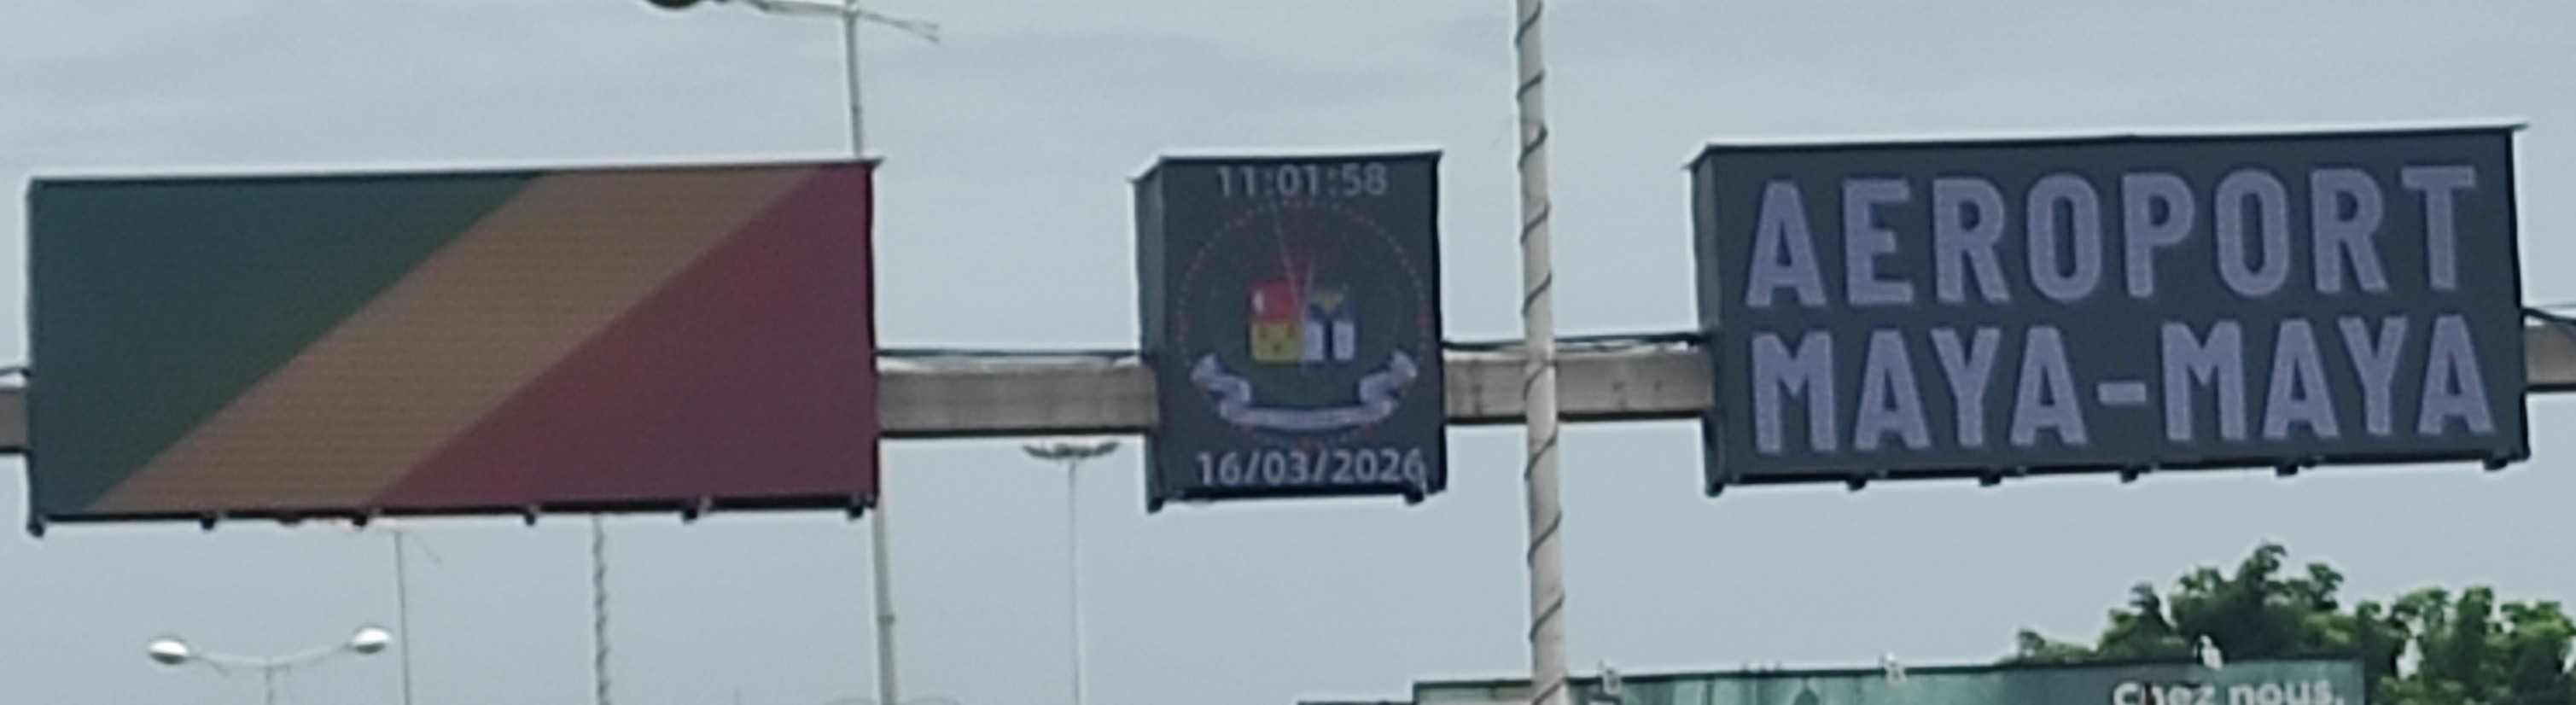 11:01:58
16/03/2026
AEROPORT
MAYA-MAYA
Chez nous,